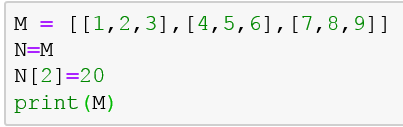 M = [[1,2,3],[4,5,6],[7,8,9]]
N=M
N[2]=20
print(M)